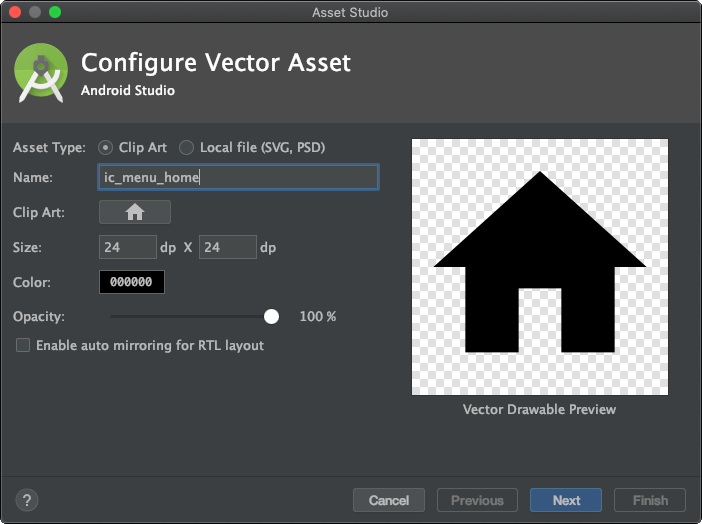 Asset Studio
Configure Vector Asset
Android Studio
Asset Type: Clip Art Local file (SVG, PSD)
Name: ic_menu_home
Clip Art:
Size: 24 dp X 24 dp
Color: 000000
Opacity: 100 %
Enable auto mirroring for RTL layout
Vector Drawable Preview
? Cancel Previous Next Finish